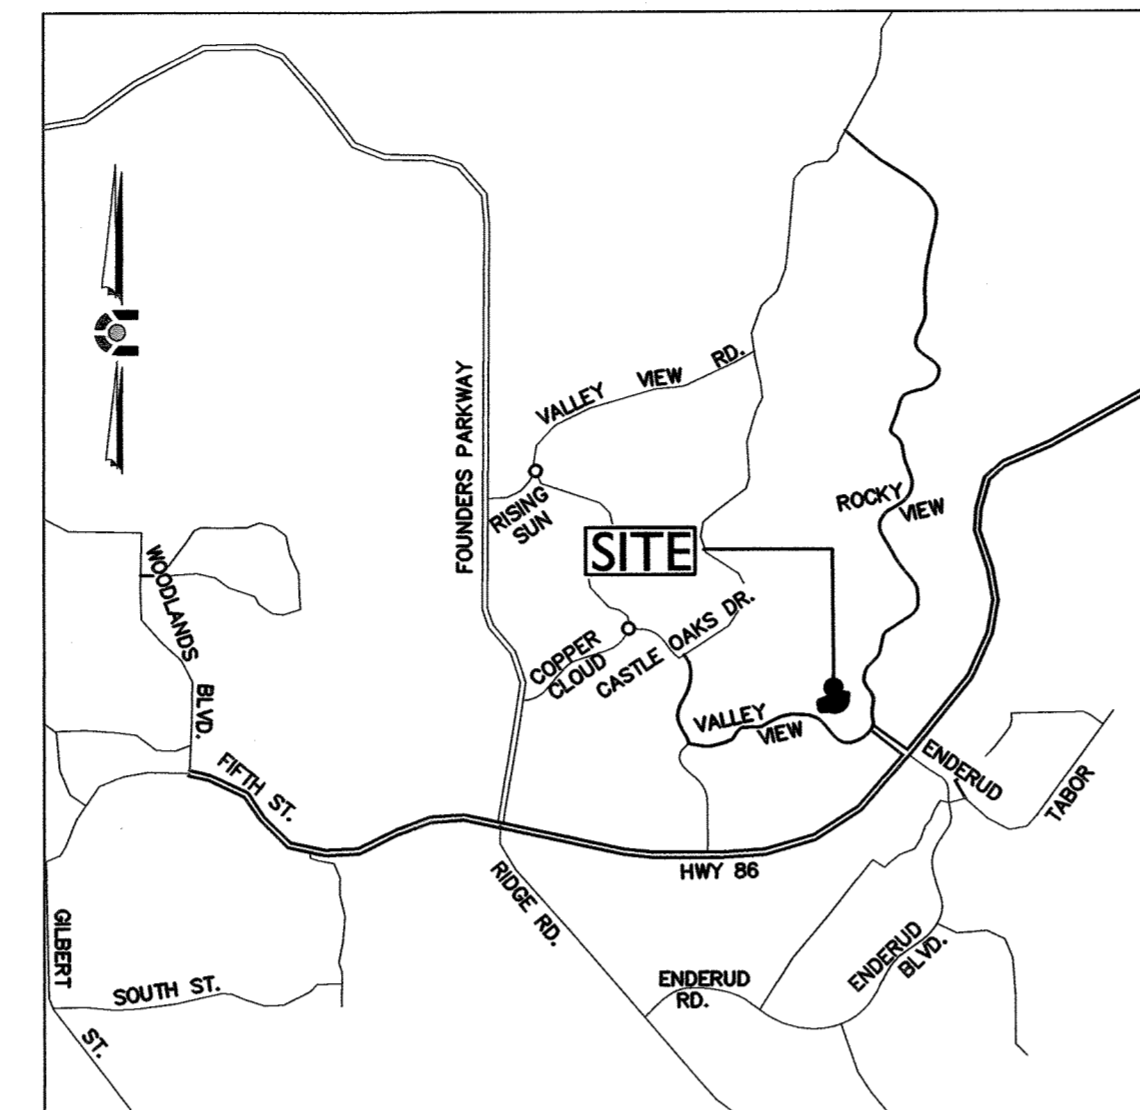 VALLEY VIEW RD.
FOUNDERS PARKWAY
RISING
SUN
ROCKY
VIEW
SITE
WOODLANDS
BLVD.
COPPER
CLOUD
CASTLE OAKS DR.
VALLEY
VIEW
FIFTH ST.
ENDERUD
TABOR
HWY 86
RIDGE RD.
GILBERT
ST.
SOUTH ST.
ENDERUD
RD.
ENDERUD
BLVD.